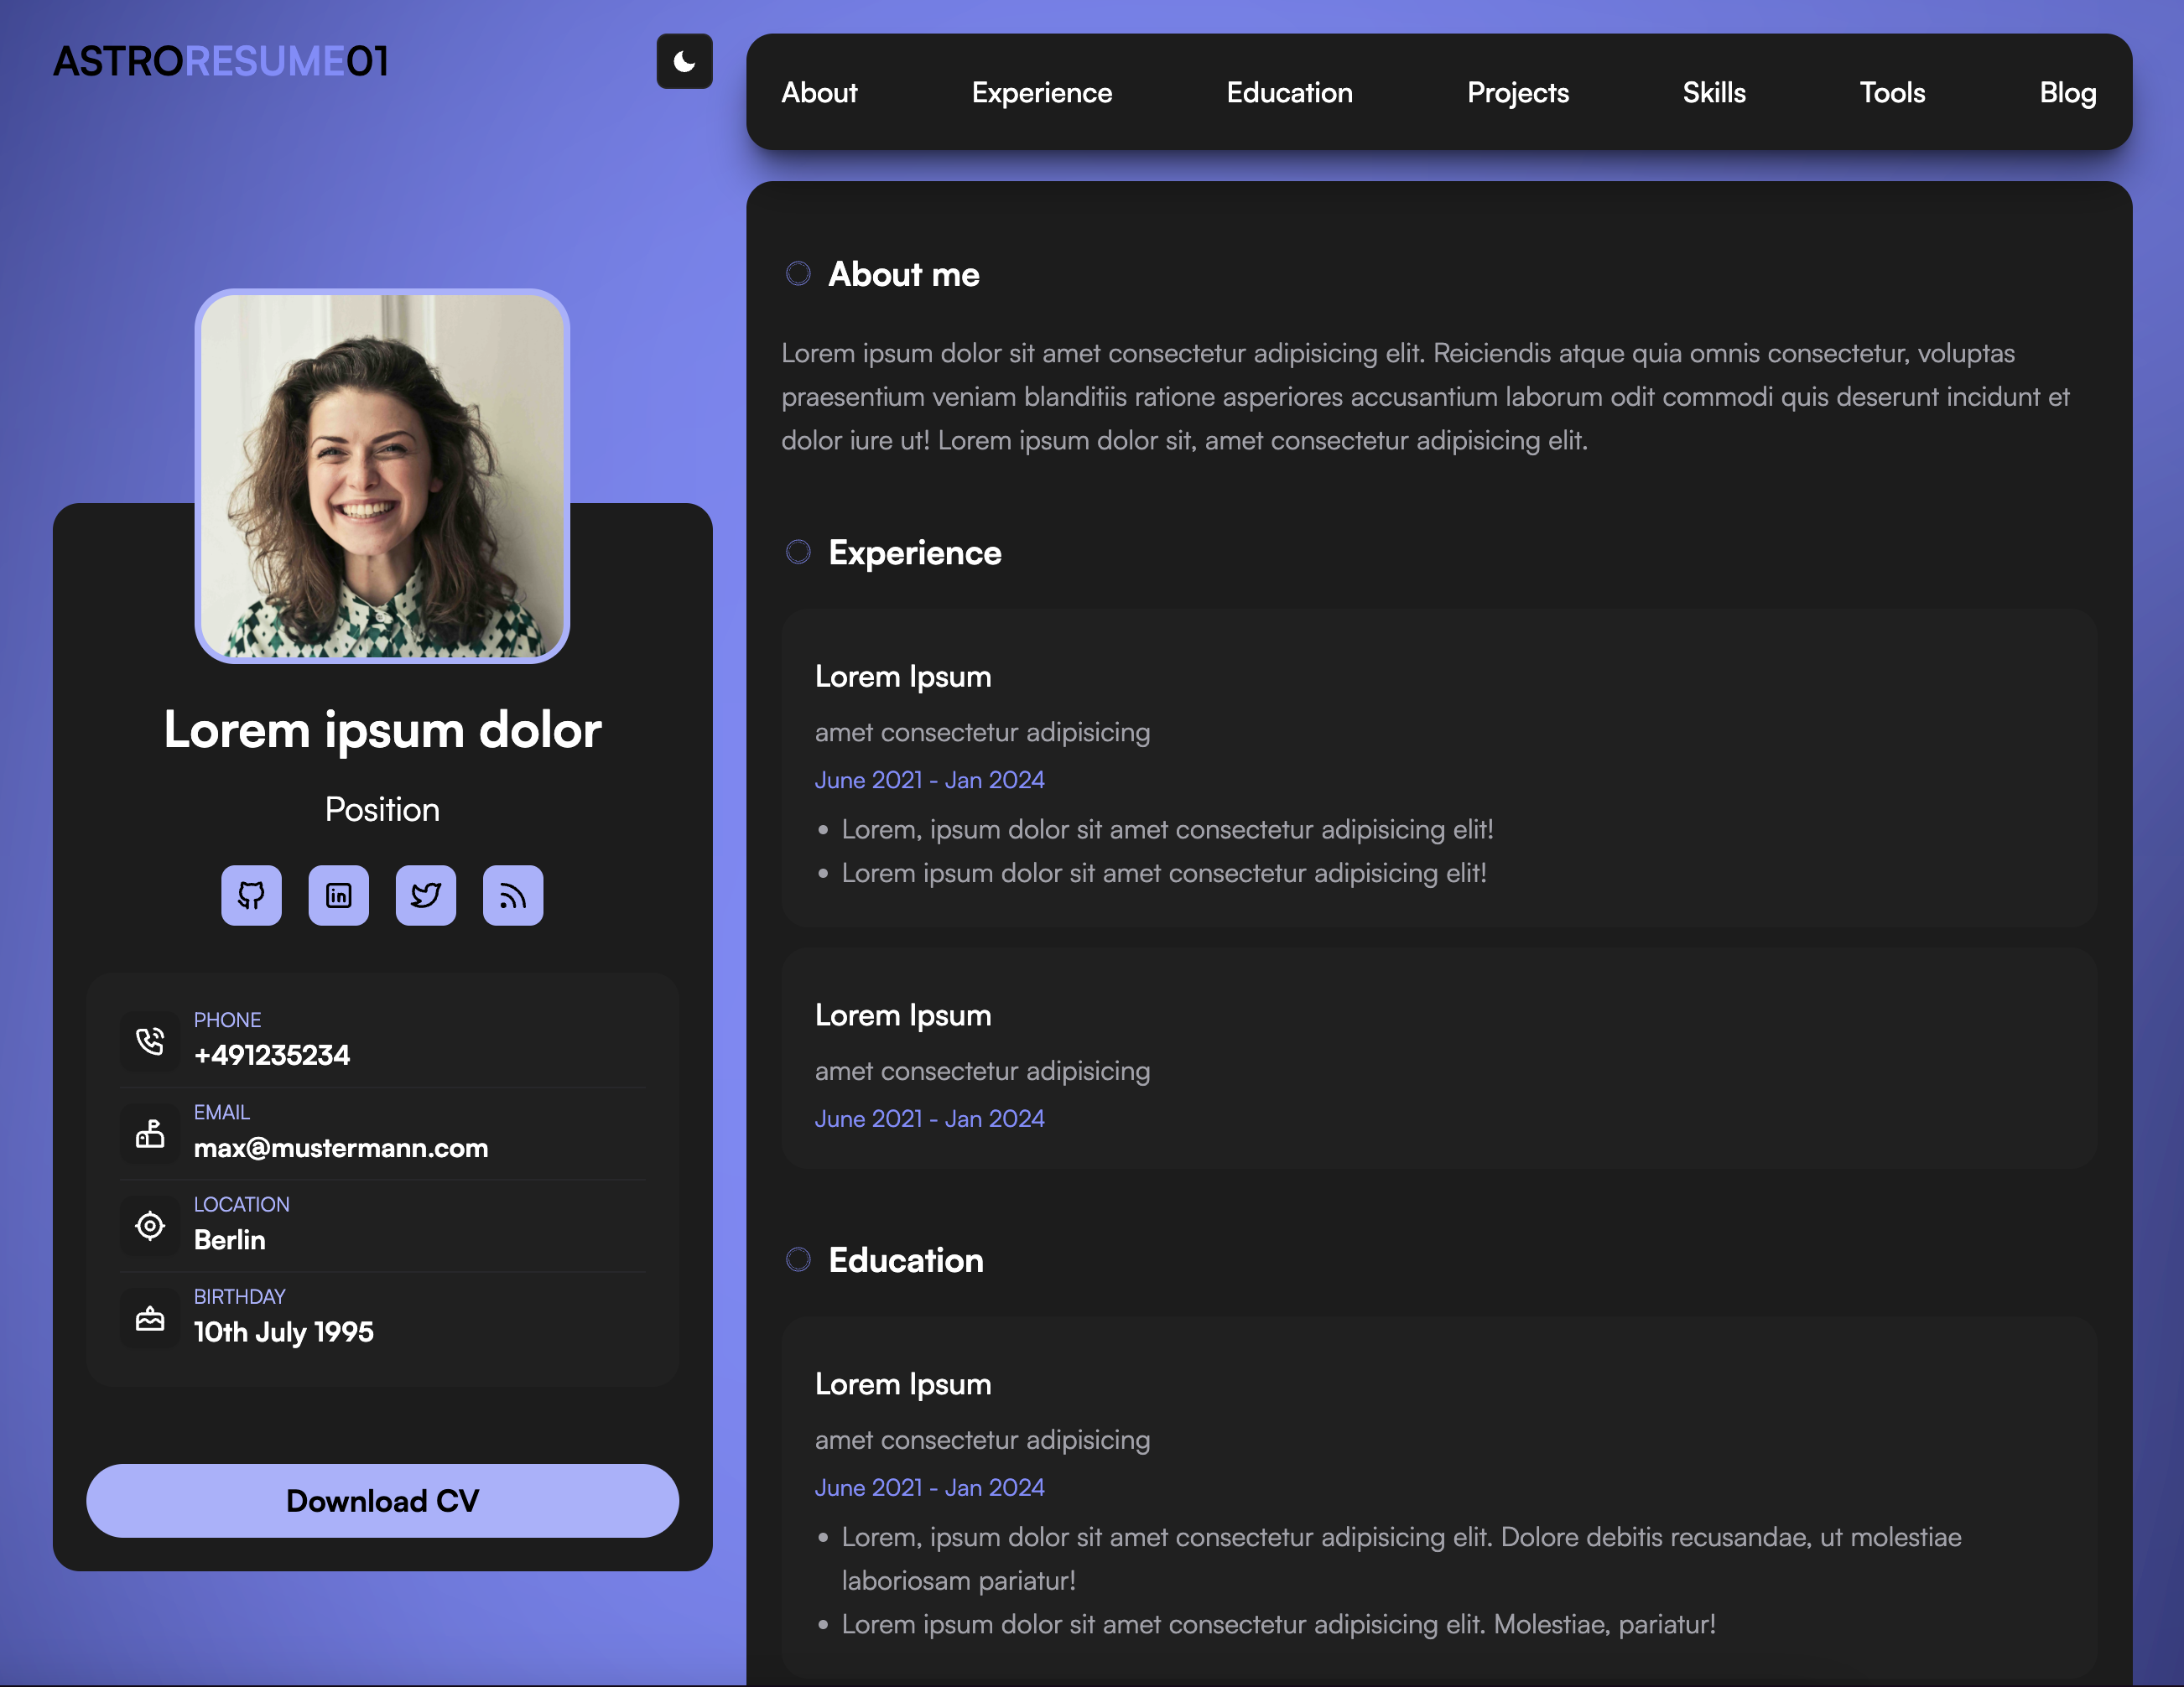 ASTRORESUME01
About Experience Education Projects Skills Tools Blog
Lorem ipsum dolor
Position
PHONE
+491235234
EMAIL
max@mustermann.com
LOCATION
Berlin
BIRTHDAY
10th July 1995
Download CV
About me
Lorem ipsum dolor sit amet consectetur adipisicing elit. Reiciendis atque quia omnis consectetur, voluptas
praesentium veniam blanditiis ratione asperiores accusantium laborum odit commodi quis deserunt incidunt et
dolor iure ut! Lorem ipsum dolor sit, amet consectetur adipisicing elit.
Experience
Lorem Ipsum
amet consectetur adipisicing
June 2021 - Jan 2024
• Lorem, ipsum dolor sit amet consectetur adipisicing elit!
• Lorem ipsum dolor sit amet consectetur adipisicing elit!
Lorem Ipsum
amet consectetur adipisicing
June 2021 - Jan 2024
Education
Lorem Ipsum
amet consectetur adipisicing
June 2021 - Jan 2024
• Lorem, ipsum dolor sit amet consectetur adipisicing elit. Dolore debitis recusandae, ut molestiae
laboriosam pariatur!
• Lorem ipsum dolor sit amet consectetur adipisicing elit. Molestiae, pariatur!